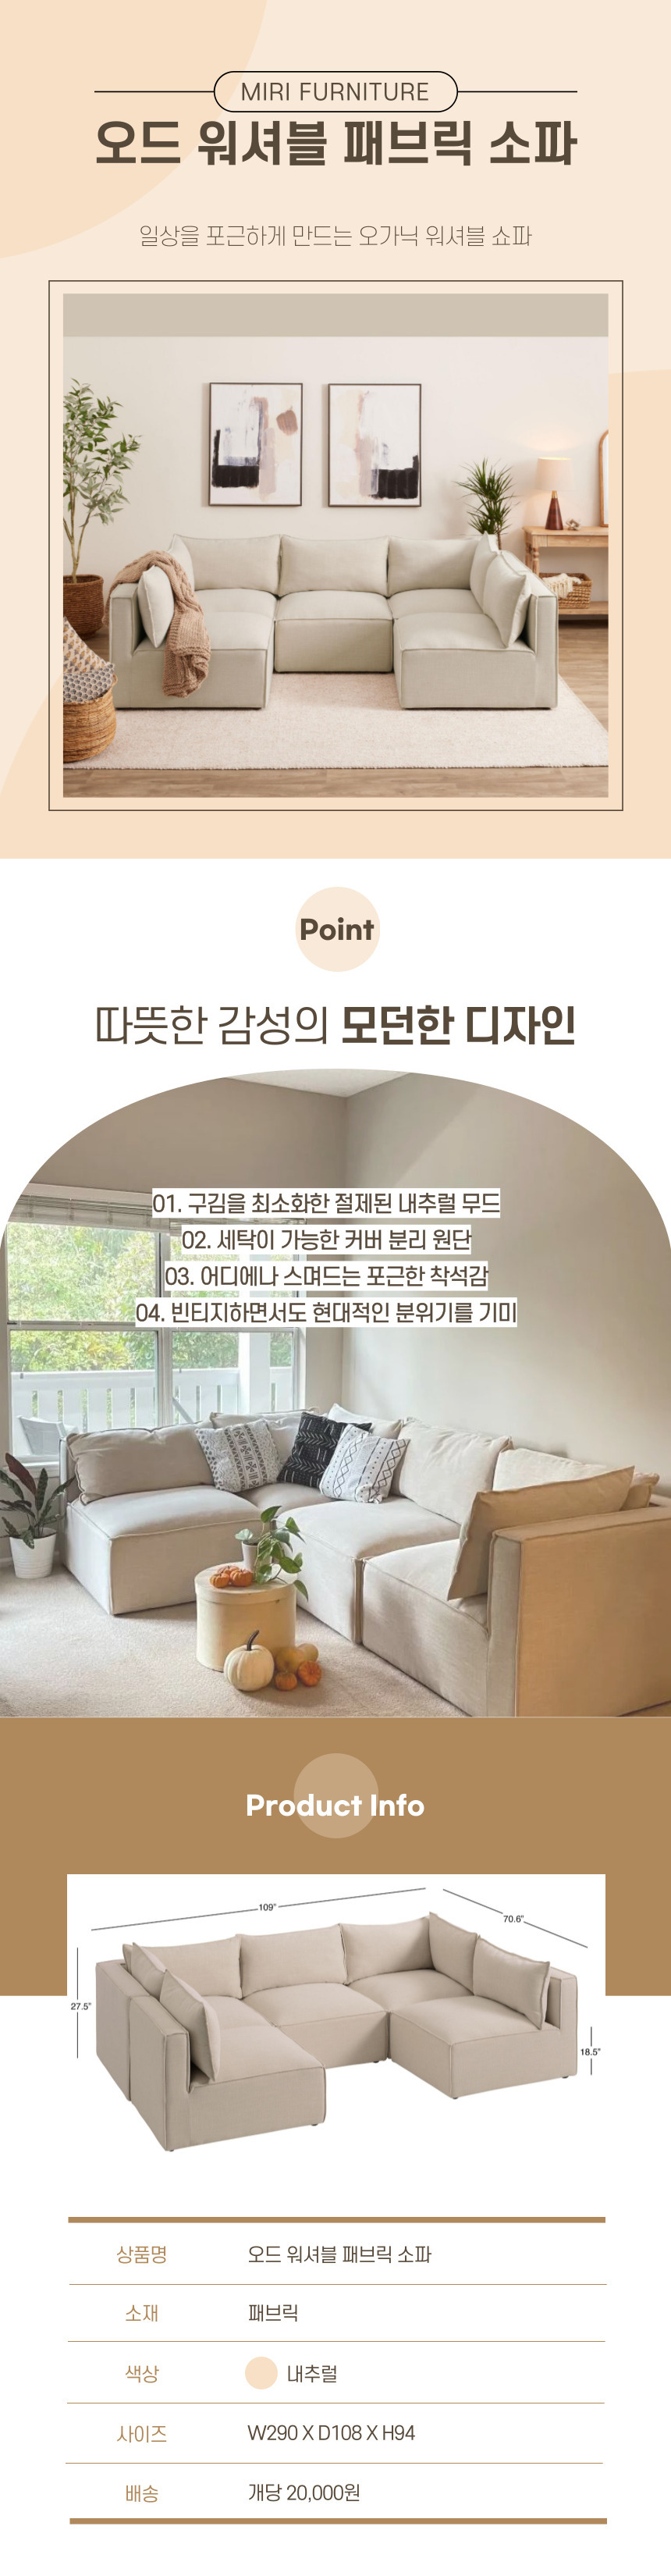 MIRI FURNITURE
오드 워셔블 패브릭 소파
일상을 포근하게 만드는 오가닉 워셔블 쇼파
Point
따뜻한 감성의 모던한 디자인
01. 구김을 최소화한 절제된 내추럴 무드
02. 세탁이 가능한 커버 분리 원단
03. 어디에나 스며드는 포근한 착석감
04. 빈티지하면서도 현대적인 분위기를 기미
Product Info
109"
70.6"
27.5"
18.5"
상품명 오드 워셔블 패브릭 소파
소재 패브릭
색상 내추럴
사이즈 W290 X D108 X H94
배송 개당 20,000원